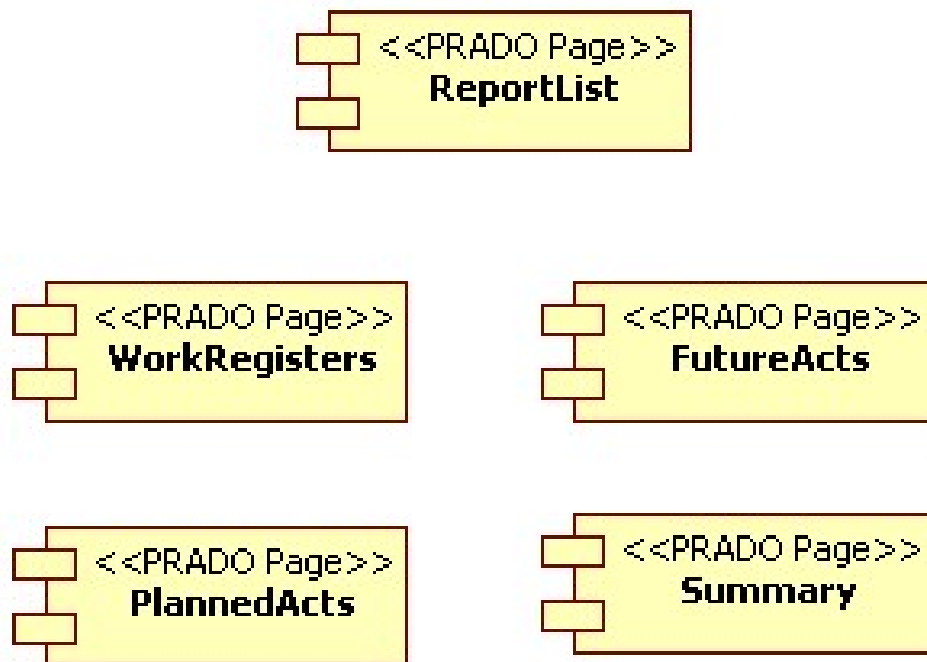 <<PRADO Page>>
ReportList
<<PRADO Page>>
WorkRegisters
<<PRADO Page>>
FutureActs
<<PRADO Page>>
PlannedActs
<<PRADO Page>>
Summary